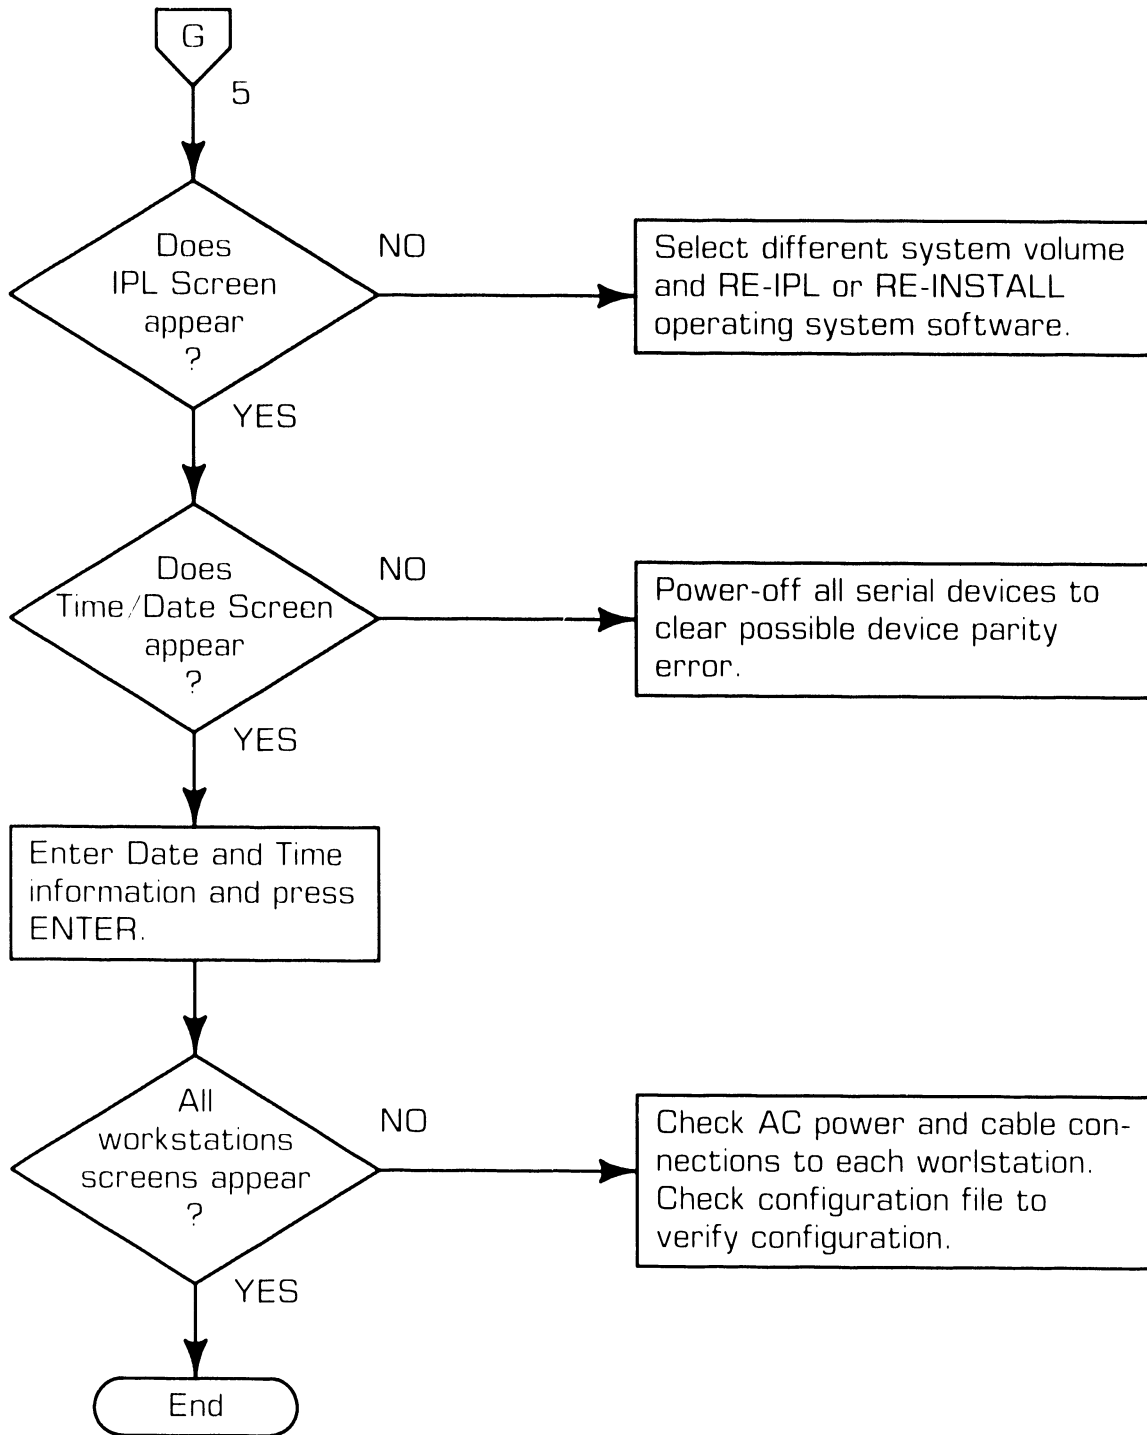 G
5
Does
IPL Screen
appear
?
NO
Select different system volume
and RE-IPL or RE-INSTALL
operating system software.
YES
Does
Time/Date Screen
appear
?
NO
Power-off all serial devices to
clear possible device parity
error.
YES
Enter Date and Time
information and press
ENTER.
All
workstations
screens appear
?
NO
Check AC power and cable con-
nections to each worlstation.
Check configuration file to
verify configuration.
YES
End